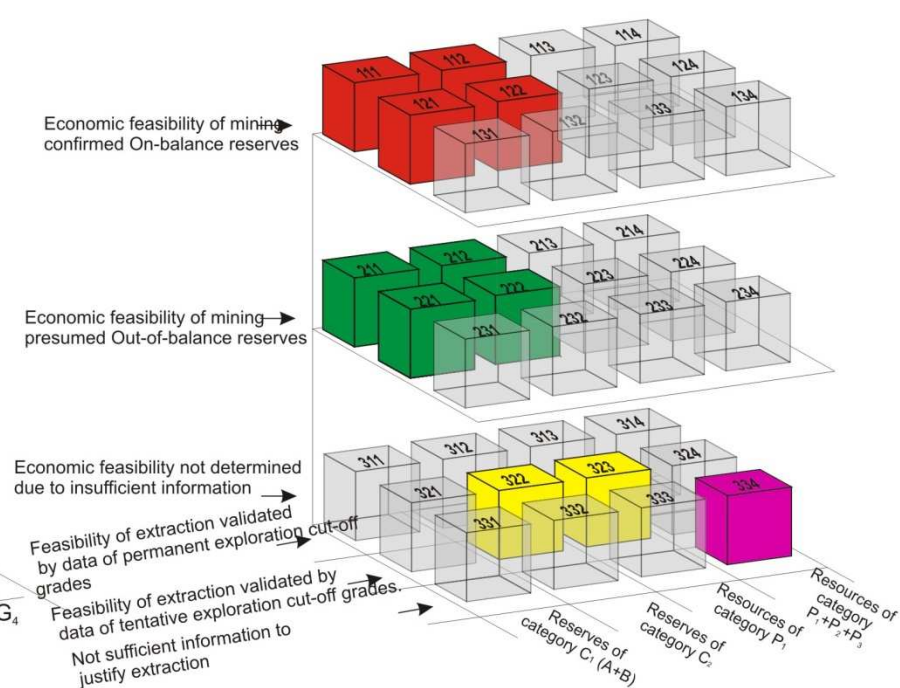 111
112
113
114
121
122
123
124
131
132
133
134
Economic feasibility of mining
confirmed On-balance reserves
211
212
213
214
221
222
223
224
231
232
233
234
Economic feasibility of mining
presumed Out-of-balance reserves
311
312
313
314
321
322
323
324
331
332
333
334
Economic feasibility not determined
due to insufficient information
Feasibility of extraction validated
by data of permanent exploration cut-off
grades
Feasibility of extraction validated by
data of tentative exploration cut-off grades.
Not sufficient information to
justify extraction
G₄
Reserves of
category C₁ (A+B)
Reserves of
category C₂
Resources of
category P₁
Resources of
category
P₁+P₂+P₃